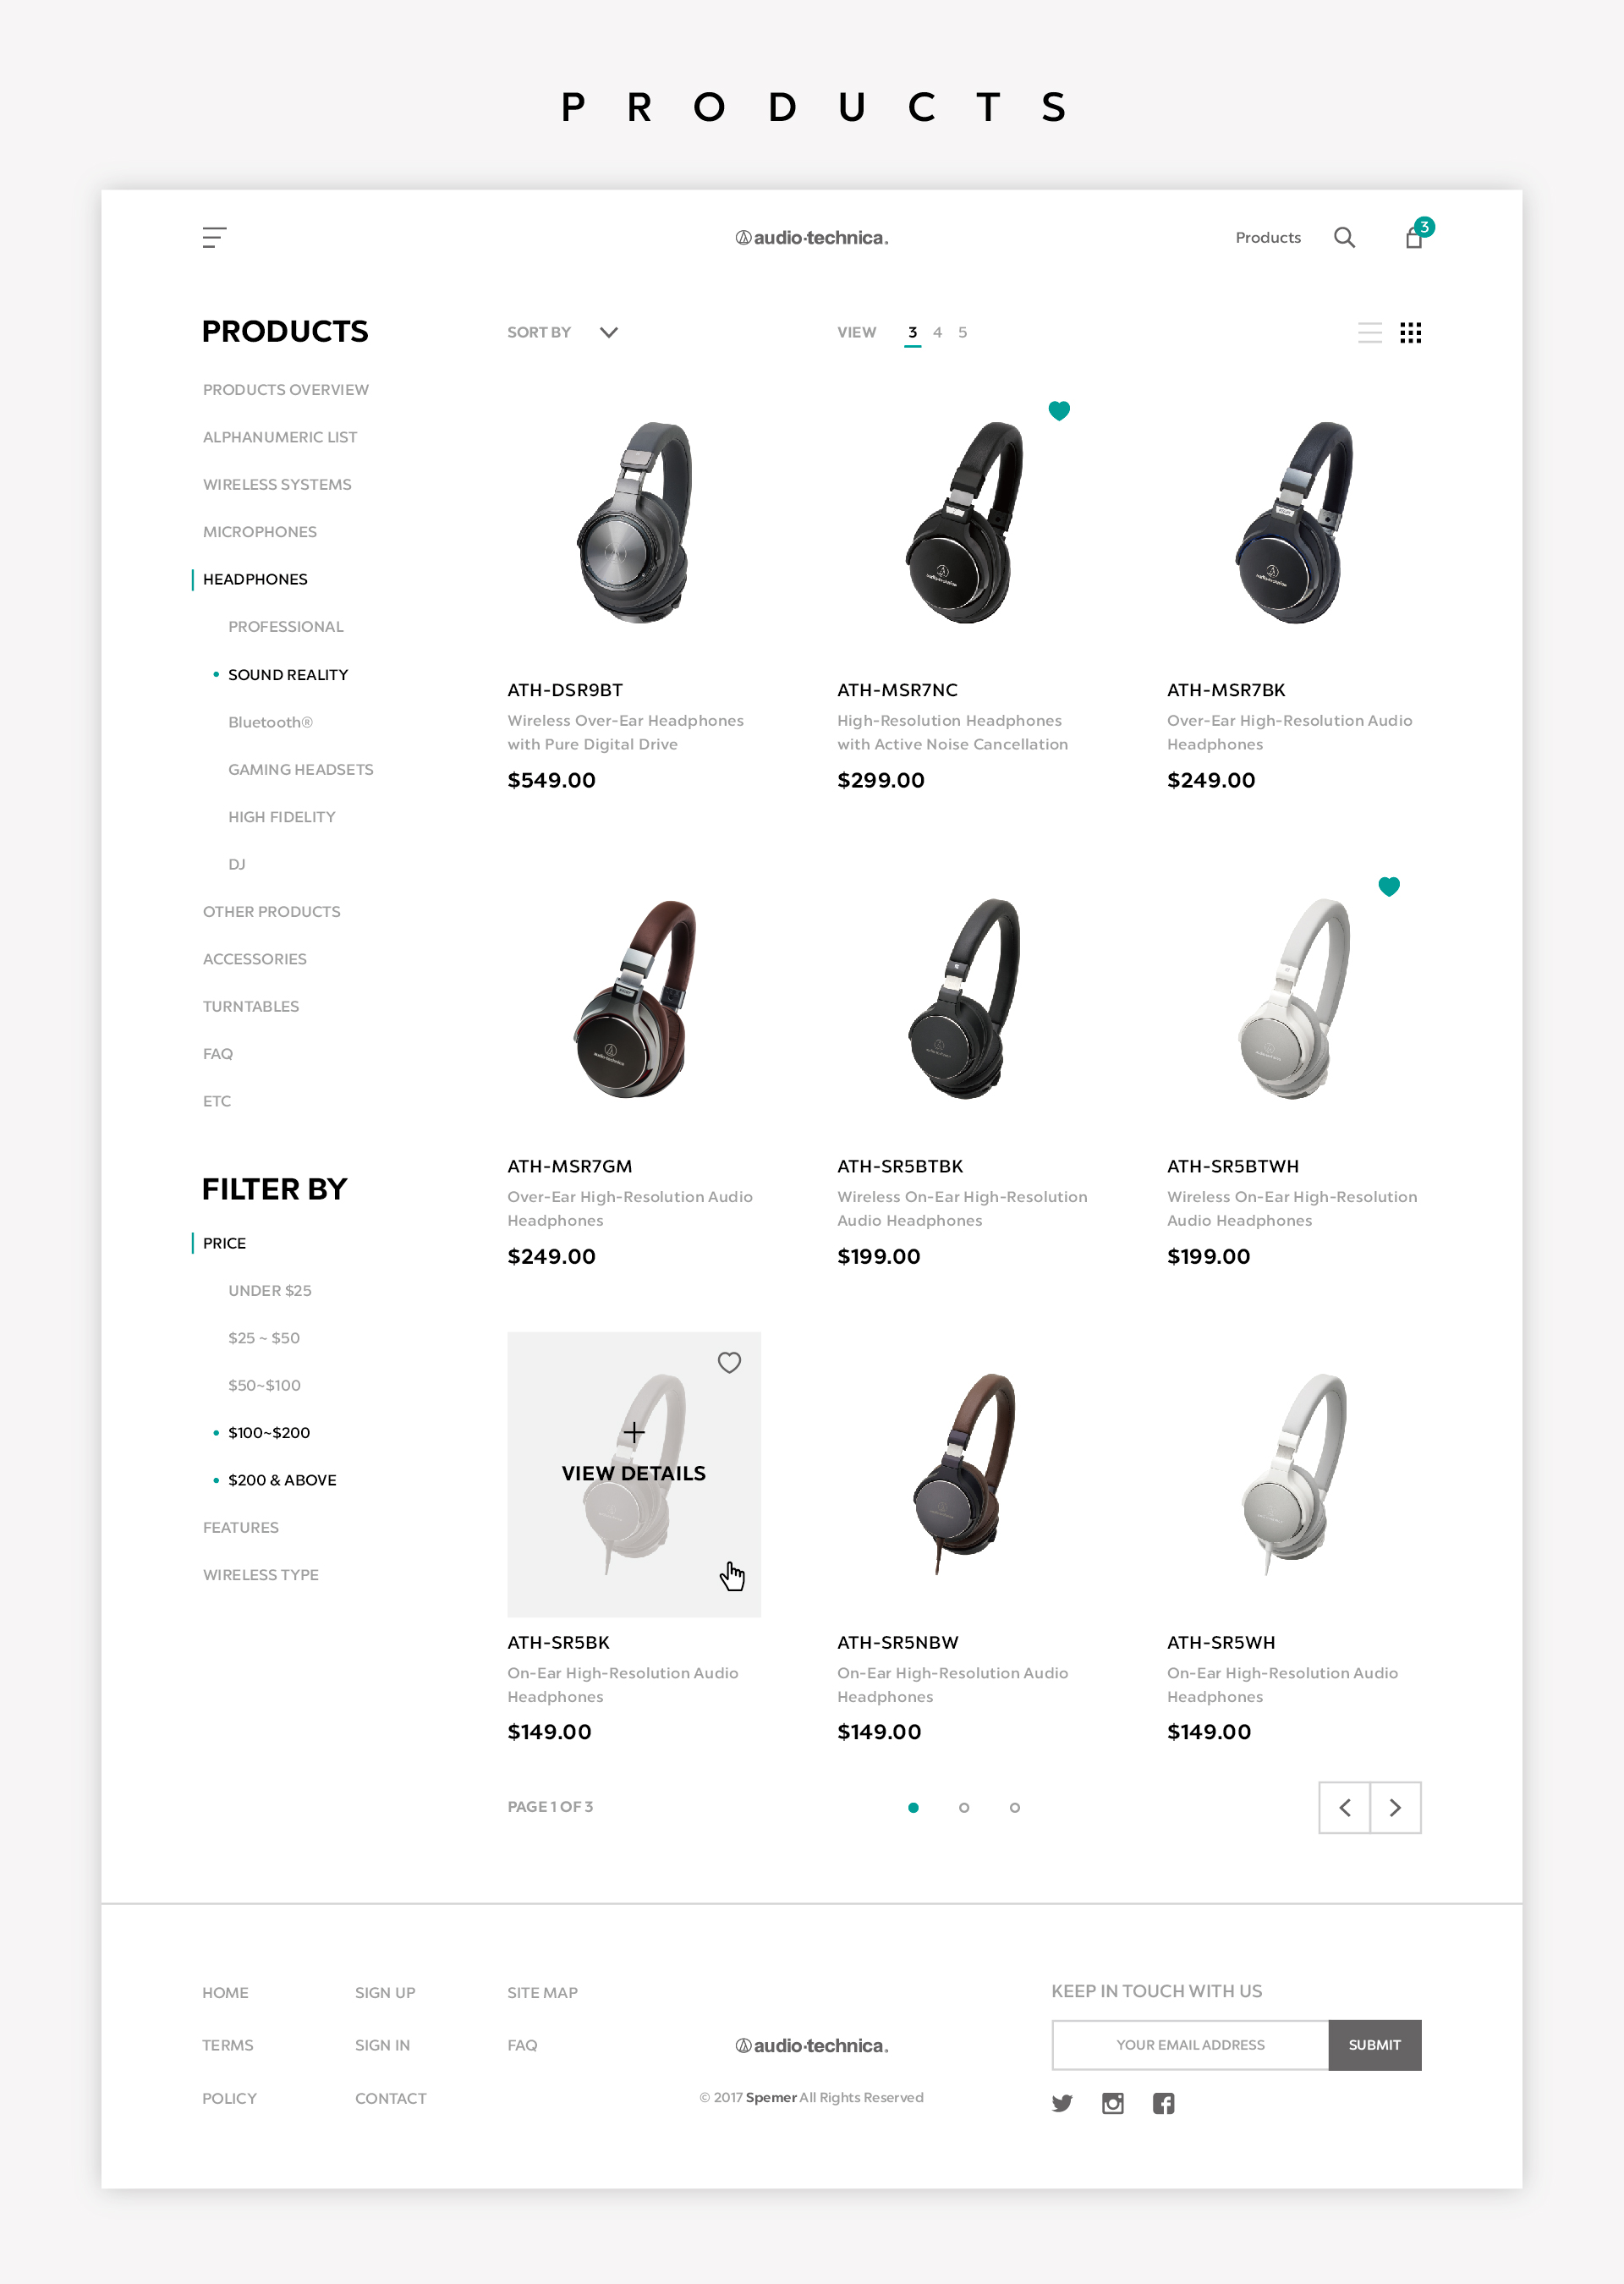 PRODUCTS
audio-technica.
Products
3
PRODUCTS
SORT BY
VIEW 3 4 5
PRODUCTS OVERVIEW
ALPHANUMERIC LIST
WIRELESS SYSTEMS
MICROPHONES
HEADPHONES
PROFESSIONAL
SOUND REALITY
Bluetooth®
GAMING HEADSETS
HIGH FIDELITY
DJ
OTHER PRODUCTS
ACCESSORIES
TURNTABLES
FAQ
ETC
FILTER BY
PRICE
UNDER $25
$25 ~ $50
$50~$100
$100~$200
$200 & ABOVE
FEATURES
WIRELESS TYPE
ATH-DSR9BT
Wireless Over-Ear Headphones
with Pure Digital Drive
$549.00
ATH-MSR7NC
High-Resolution Headphones
with Active Noise Cancellation
$299.00
ATH-MSR7BK
Over-Ear High-Resolution Audio
Headphones
$249.00
ATH-MSR7GM
Over-Ear High-Resolution Audio
Headphones
$249.00
ATH-SR5BTBK
Wireless On-Ear High-Resolution
Audio Headphones
$199.00
ATH-SR5BTWH
Wireless On-Ear High-Resolution
Audio Headphones
$199.00
VIEW DETAILS
ATH-SR5BK
On-Ear High-Resolution Audio
Headphones
$149.00
ATH-SR5NBW
On-Ear High-Resolution Audio
Headphones
$149.00
ATH-SR5WH
On-Ear High-Resolution Audio
Headphones
$149.00
PAGE 1 OF 3
HOME
SIGN UP
SITE MAP
TERMS
SIGN IN
FAQ
POLICY
CONTACT
audio-technica.
© 2017 Spemer All Rights Reserved
KEEP IN TOUCH WITH US
YOUR EMAIL ADDRESS
SUBMIT